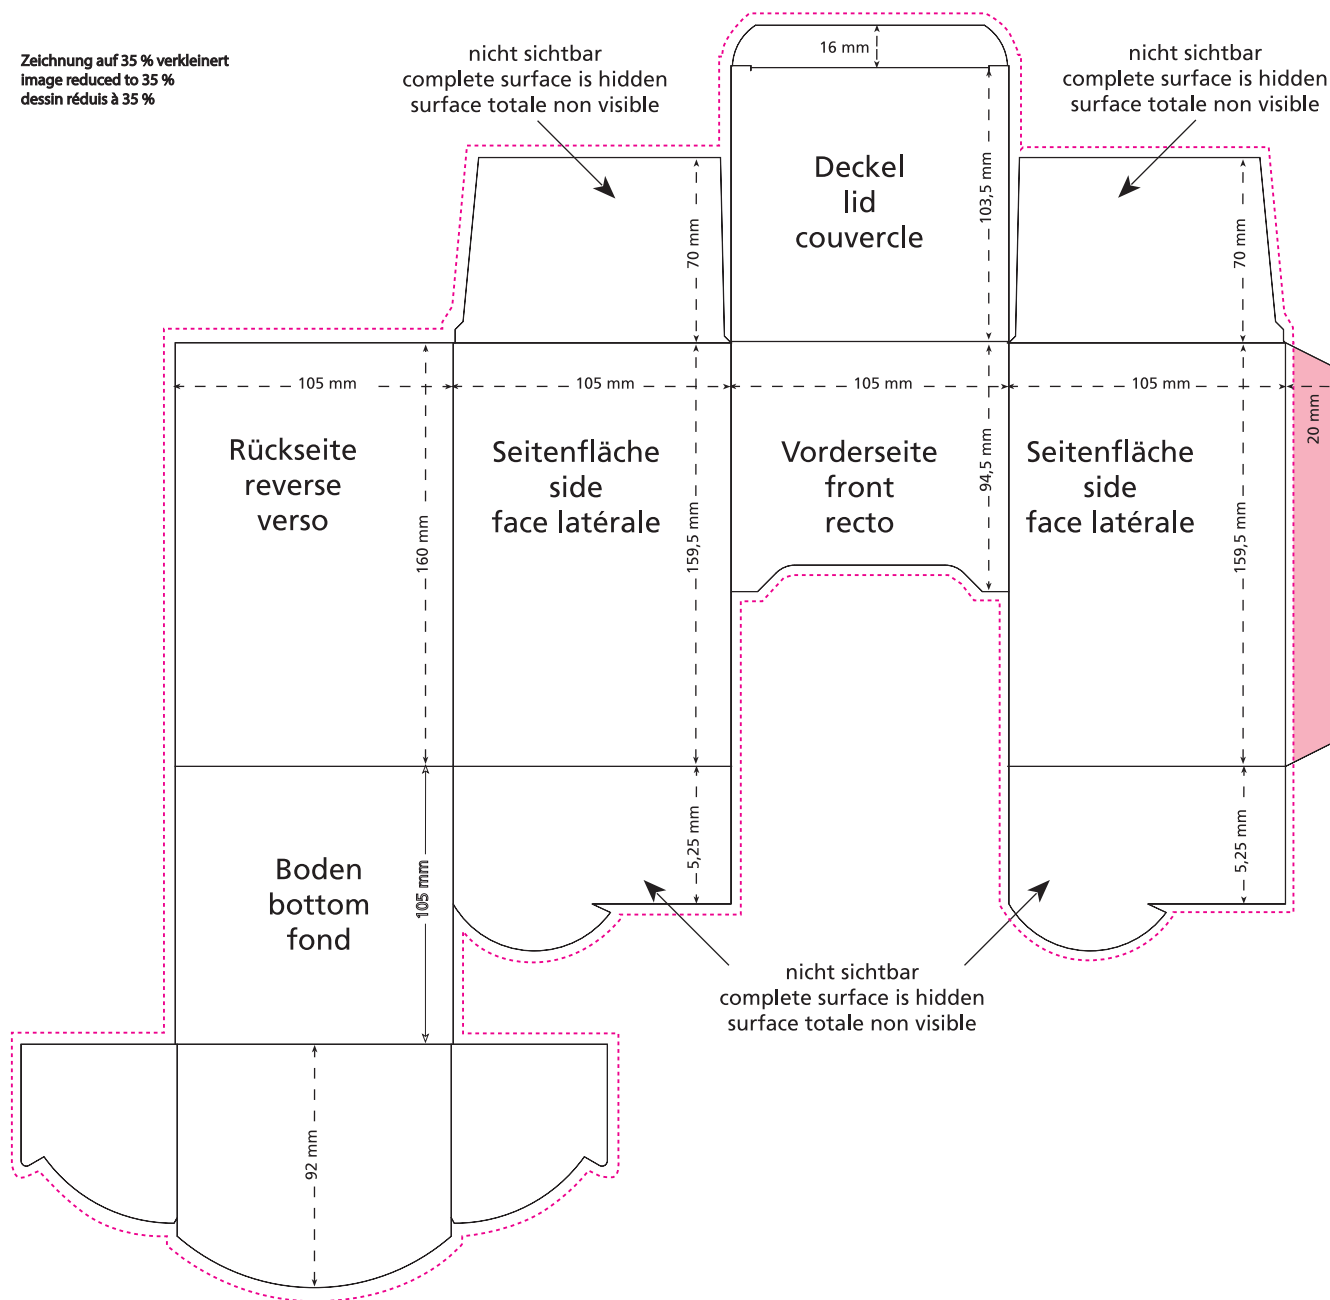 Zeichnung auf 35 % verkleinert
image reduced to 35 %
dessin réduis à 35 %
nicht sichtbar
complete surface is hidden
surface totale non visible
16 mm
nicht sichtbar
complete surface is hidden
surface totale non visible
Deckel
lid
couvercle
103,5 mm
70 mm
70 mm
105 mm
105 mm
105 mm
105 mm
20 mm
Rückseite
reverse
verso
Seitenfläche
side
face latérale
Vorderseite
front
recto
Seitenfläche
side
face latérale
94,5 mm
160 mm
159,5 mm
159,5 mm
Boden
bottom
fond
105 mm
5,25 mm
5,25 mm
nicht sichtbar
complete surface is hidden
surface totale non visible
92 mm